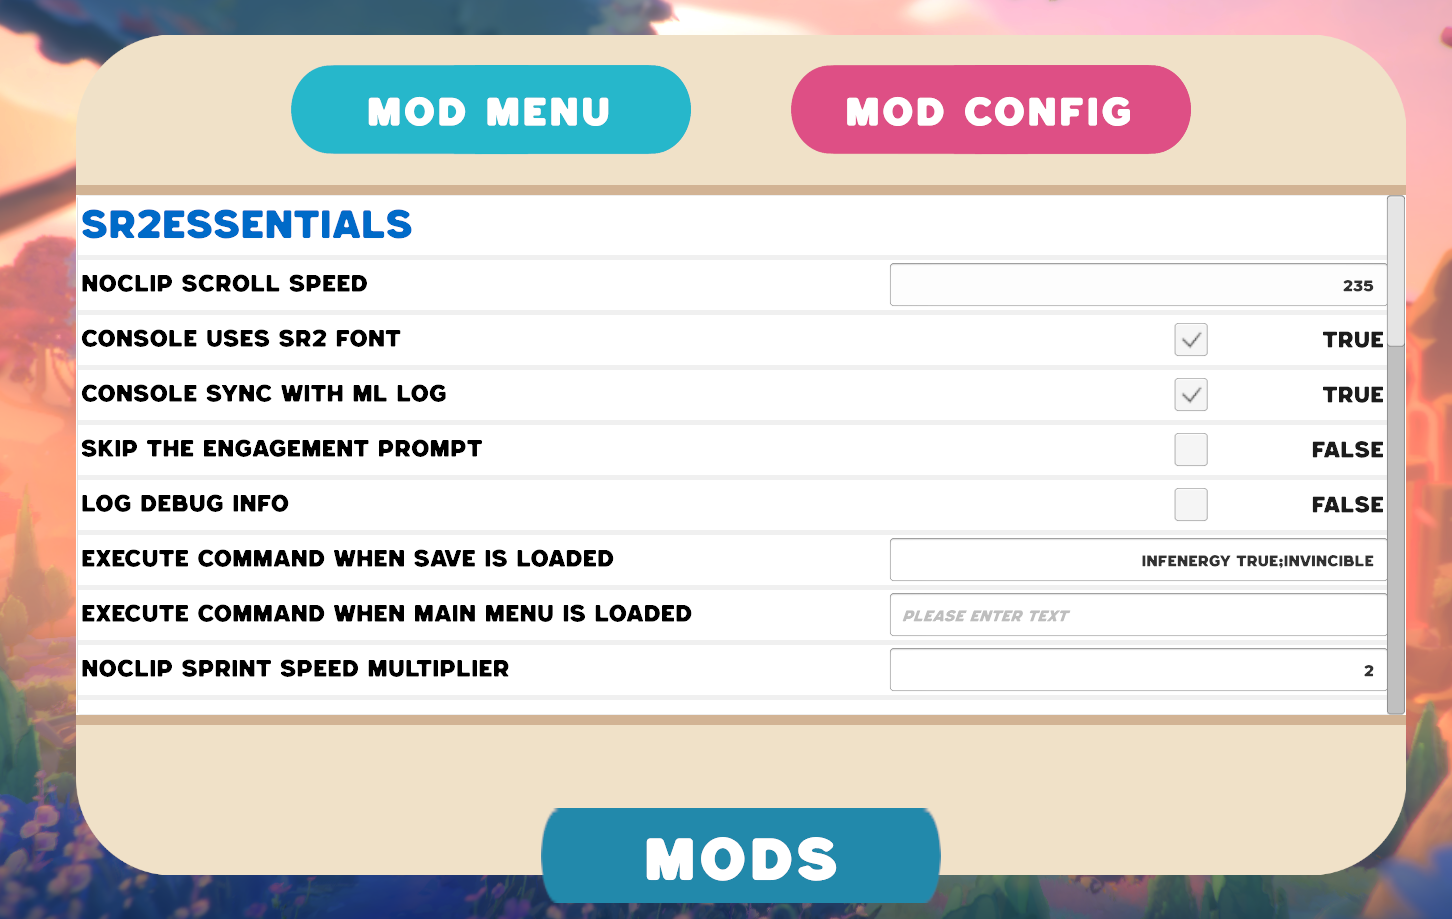 MOD MENU MOD CONFIG
SR2ESSENTIALS
NOCLIP SCROLL SPEED 235
CONSOLE USES SR2 FONT TRUE
CONSOLE SYNC WITH ML LOG TRUE
SKIP THE ENGAGEMENT PROMPT FALSE
LOG DEBUG INFO FALSE
EXECUTE COMMAND WHEN SAVE IS LOADED INFENERGY TRUE;INVINCIBLE
EXECUTE COMMAND WHEN MAIN MENU IS LOADED PLEASE ENTER TEXT
NOCLIP SPRINT SPEED MULTIPLIER 2
MODS